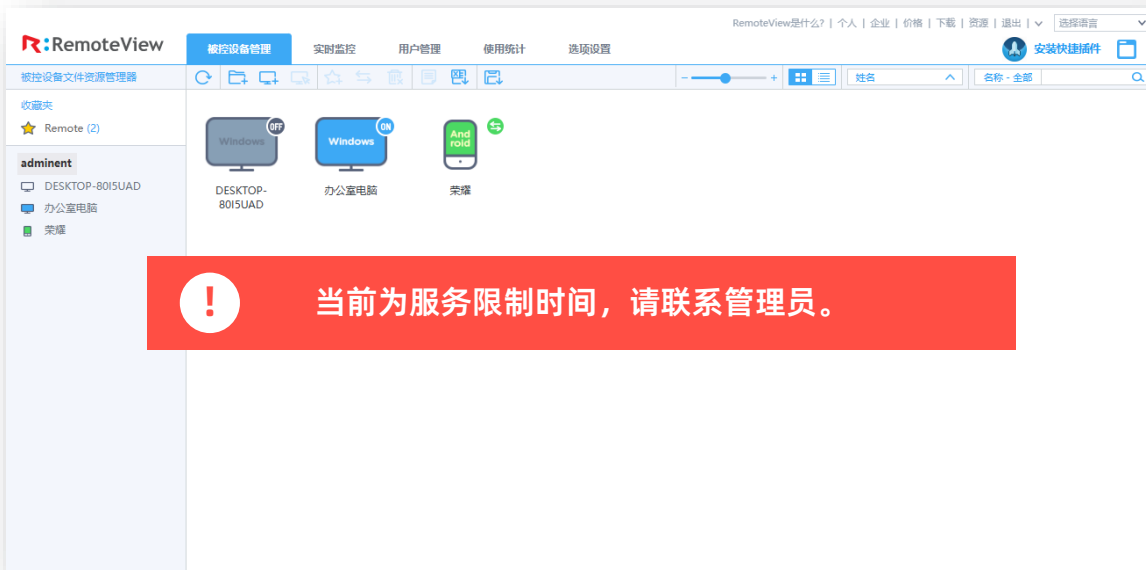 RemoteView是什么? | 个人 | 企业 | 价格 | 下载 | 资源 | 退出 |
选择语言
RemoteView
被控设备管理
实时监控
用户管理
使用统计
选项设置
安装快捷插件
被控设备文件资源管理器
姓名
名称 - 全部
收藏夹
Remote (2)
adminent
DESKTOP-80I5UAD
办公室电脑
荣耀
Windows
OFF
DESKTOP-
80I5UAD
Windows
ON
办公室电脑
And
roid
荣耀
!
当前为服务限制时间，请联系管理员。